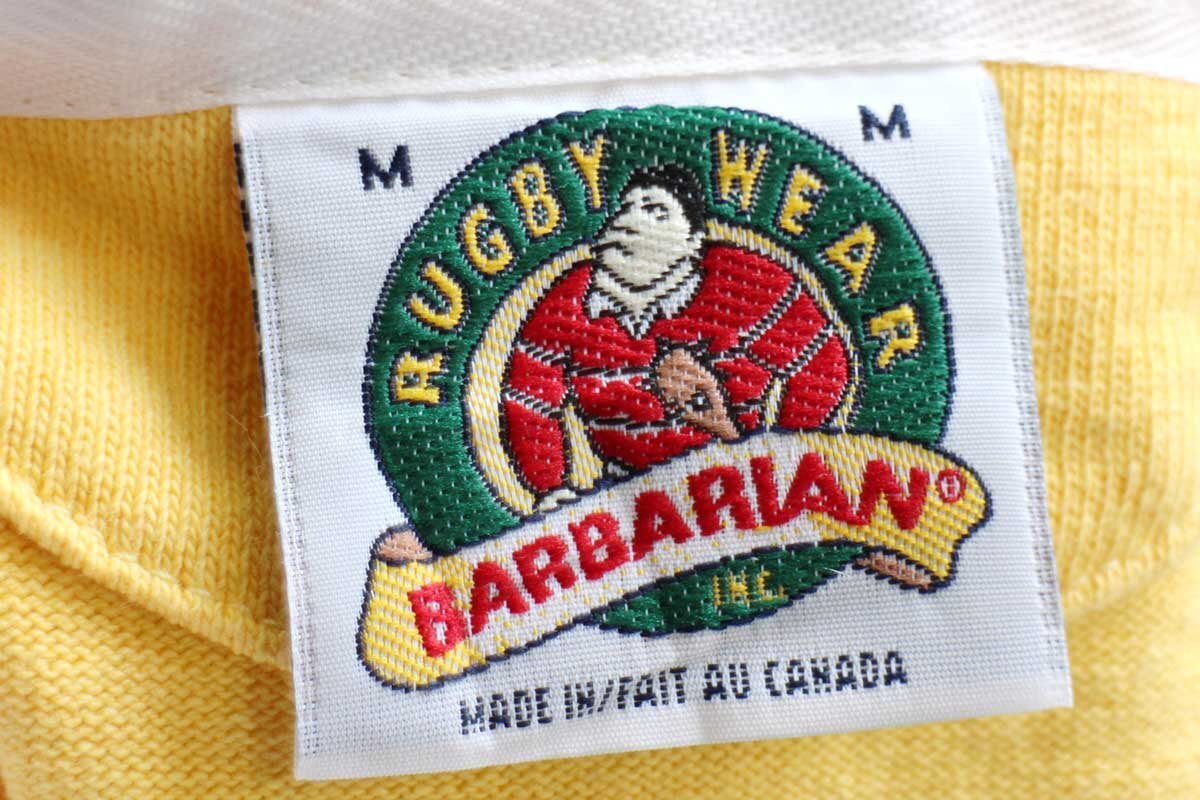 M M
RUGBY WEAR
BARBARIAN®
INC.
MADE IN/FAIT AU CANADA